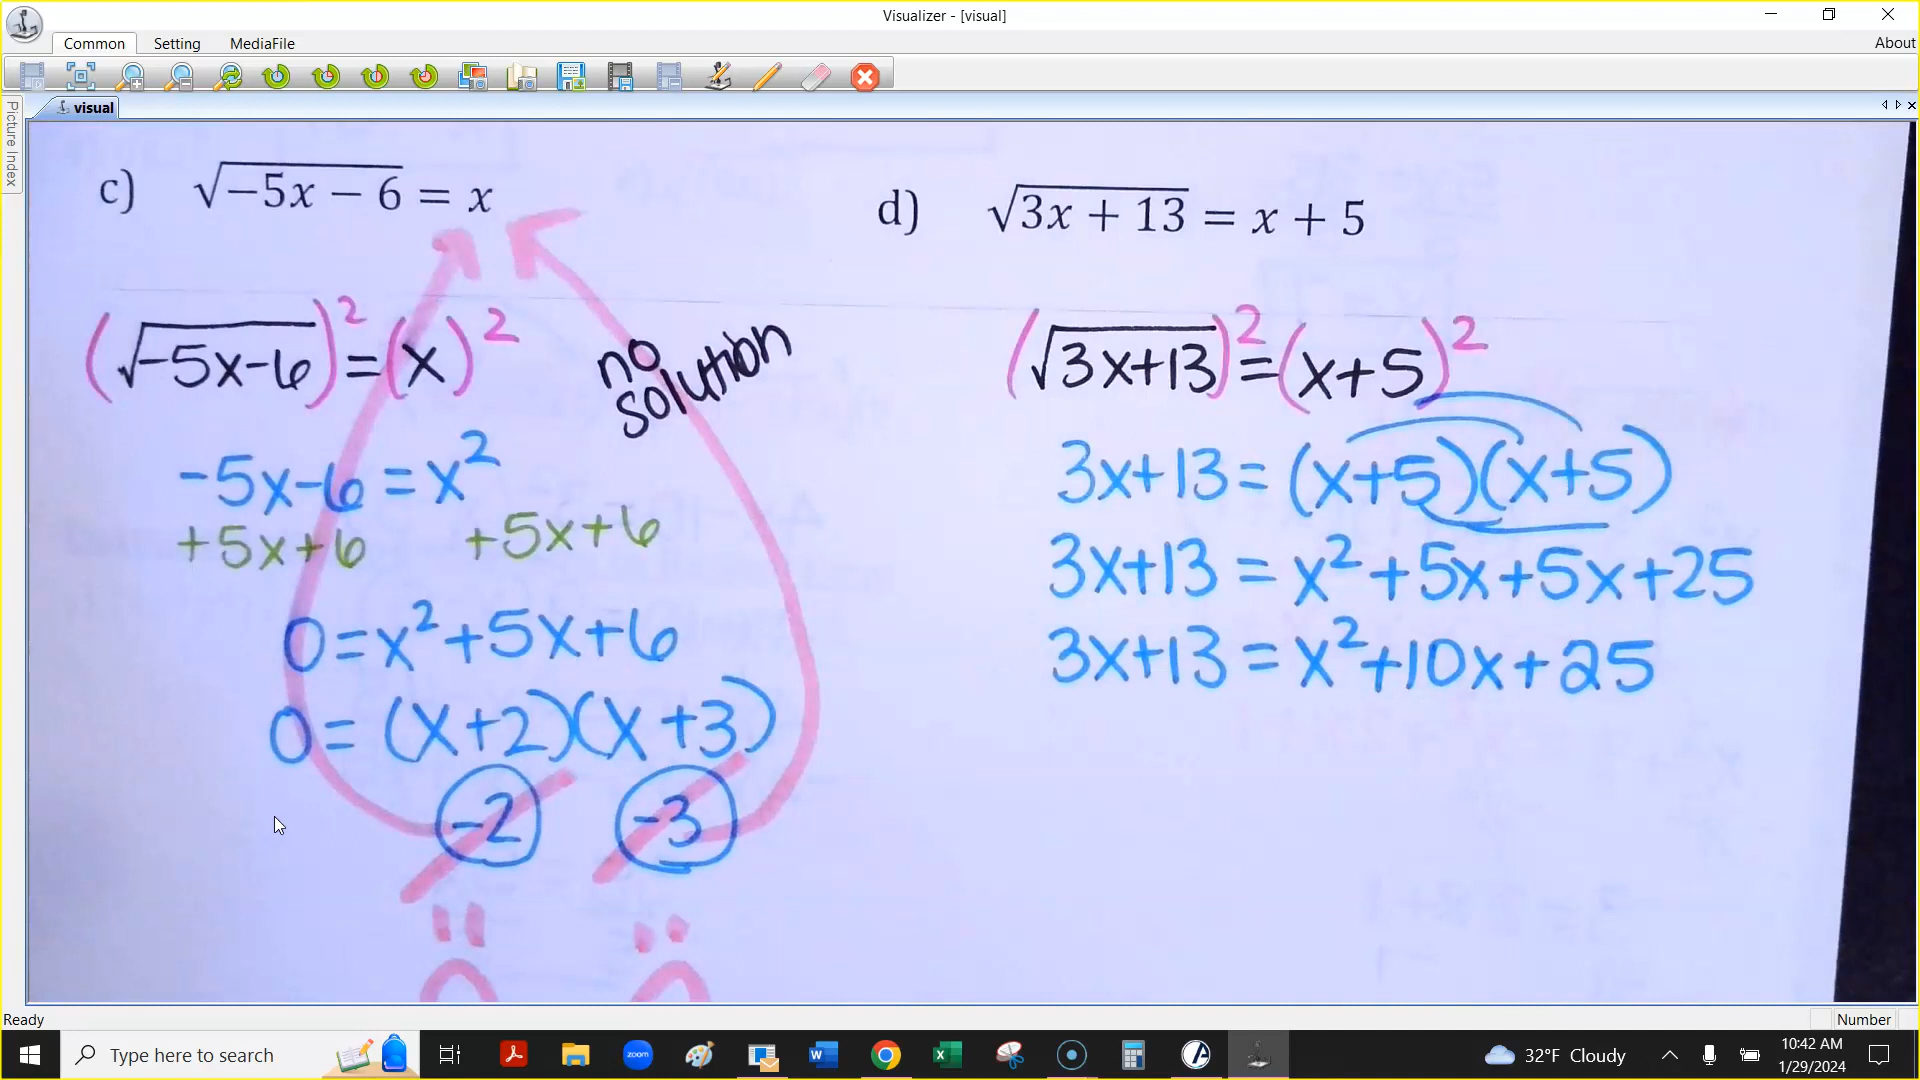 Visualizer - [visual]
Common Setting MediaFile About
Picture Index
visual
c) √(−5x − 6) = x
(√(-5x-6))² = (x)²
no solution
-5x-6 = x²
+5x+6 +5x+6
0 = x² + 5x + 6
0 = (x+2)(x+3)
-2 -3
d) √(3x + 13) = x + 5
(√(3x+13))² = (x+5)²
3x+13 = (x+5)(x+5)
3x+13 = x² + 5x + 5x + 25
3x+13 = x² + 10x + 25
Ready Number
Type here to search
zoom
32°F Cloudy
10:42 AM
1/29/2024